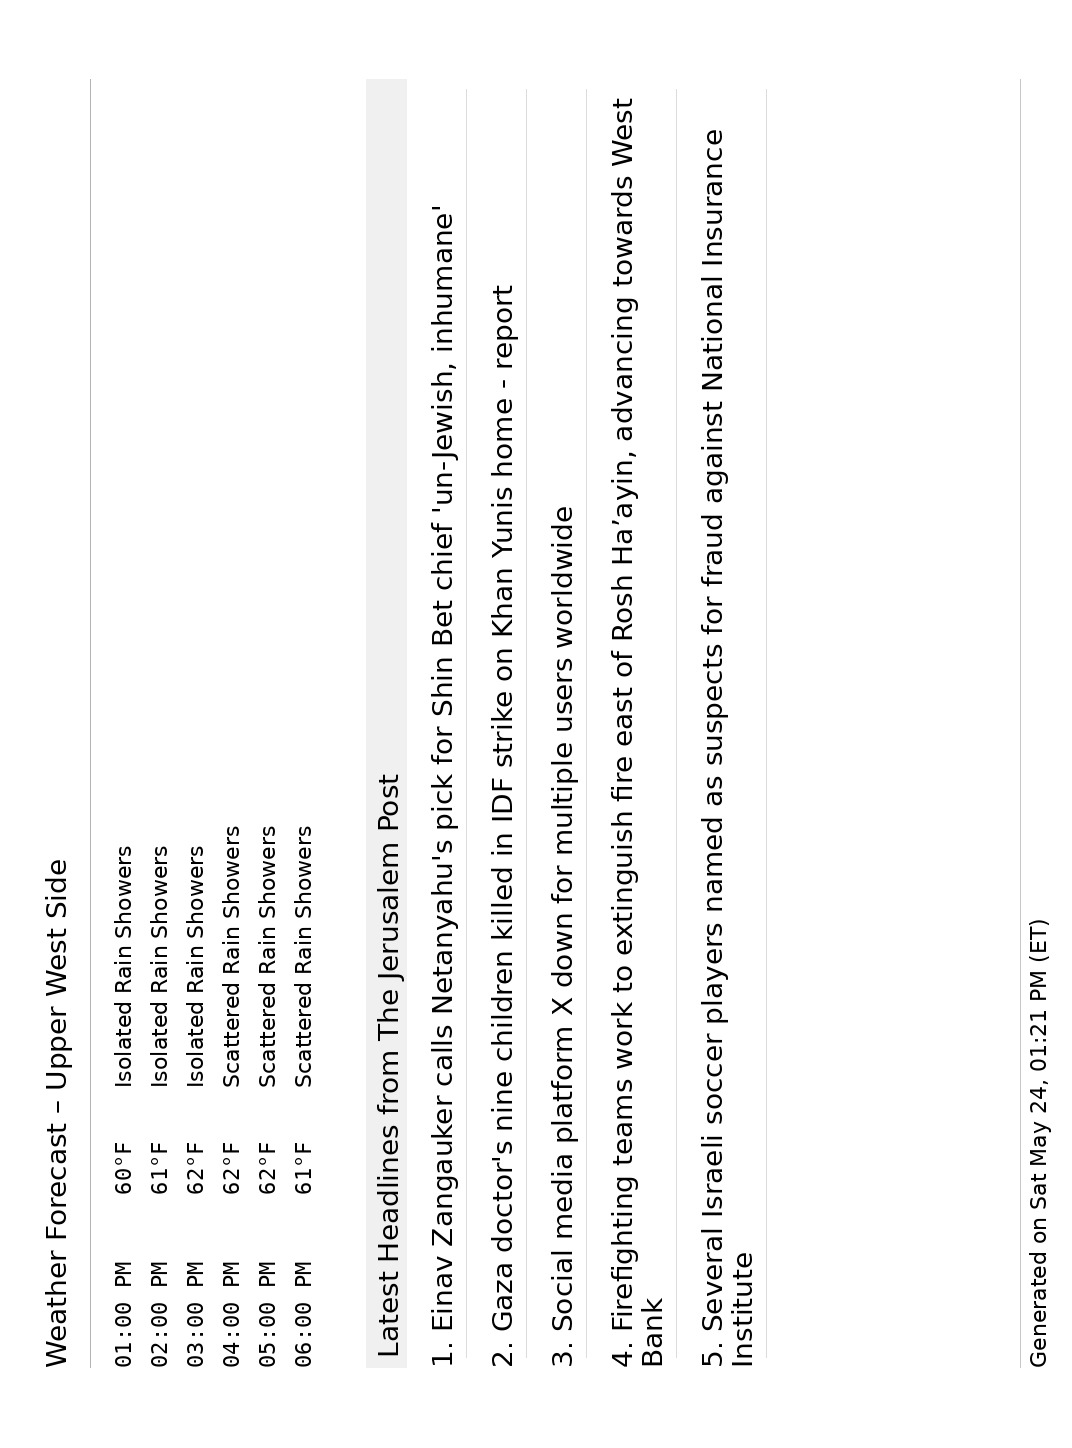 Weather Forecast – Upper West Side
01:00 PM 60°F Isolated Rain Showers
02:00 PM 61°F Isolated Rain Showers
03:00 PM 62°F Isolated Rain Showers
04:00 PM 62°F Scattered Rain Showers
05:00 PM 62°F Scattered Rain Showers
06:00 PM 61°F Scattered Rain Showers
Latest Headlines from The Jerusalem Post
1. Einav Zangauker calls Netanyahu's pick for Shin Bet chief 'un-Jewish, inhumane'
2. Gaza doctor's nine children killed in IDF strike on Khan Yunis home - report
3. Social media platform X down for multiple users worldwide
4. Firefighting teams work to extinguish fire east of Rosh Ha’ayin, advancing towards West
Bank
5. Several Israeli soccer players named as suspects for fraud against National Insurance
Institute
Generated on Sat May 24, 01:21 PM (ET)